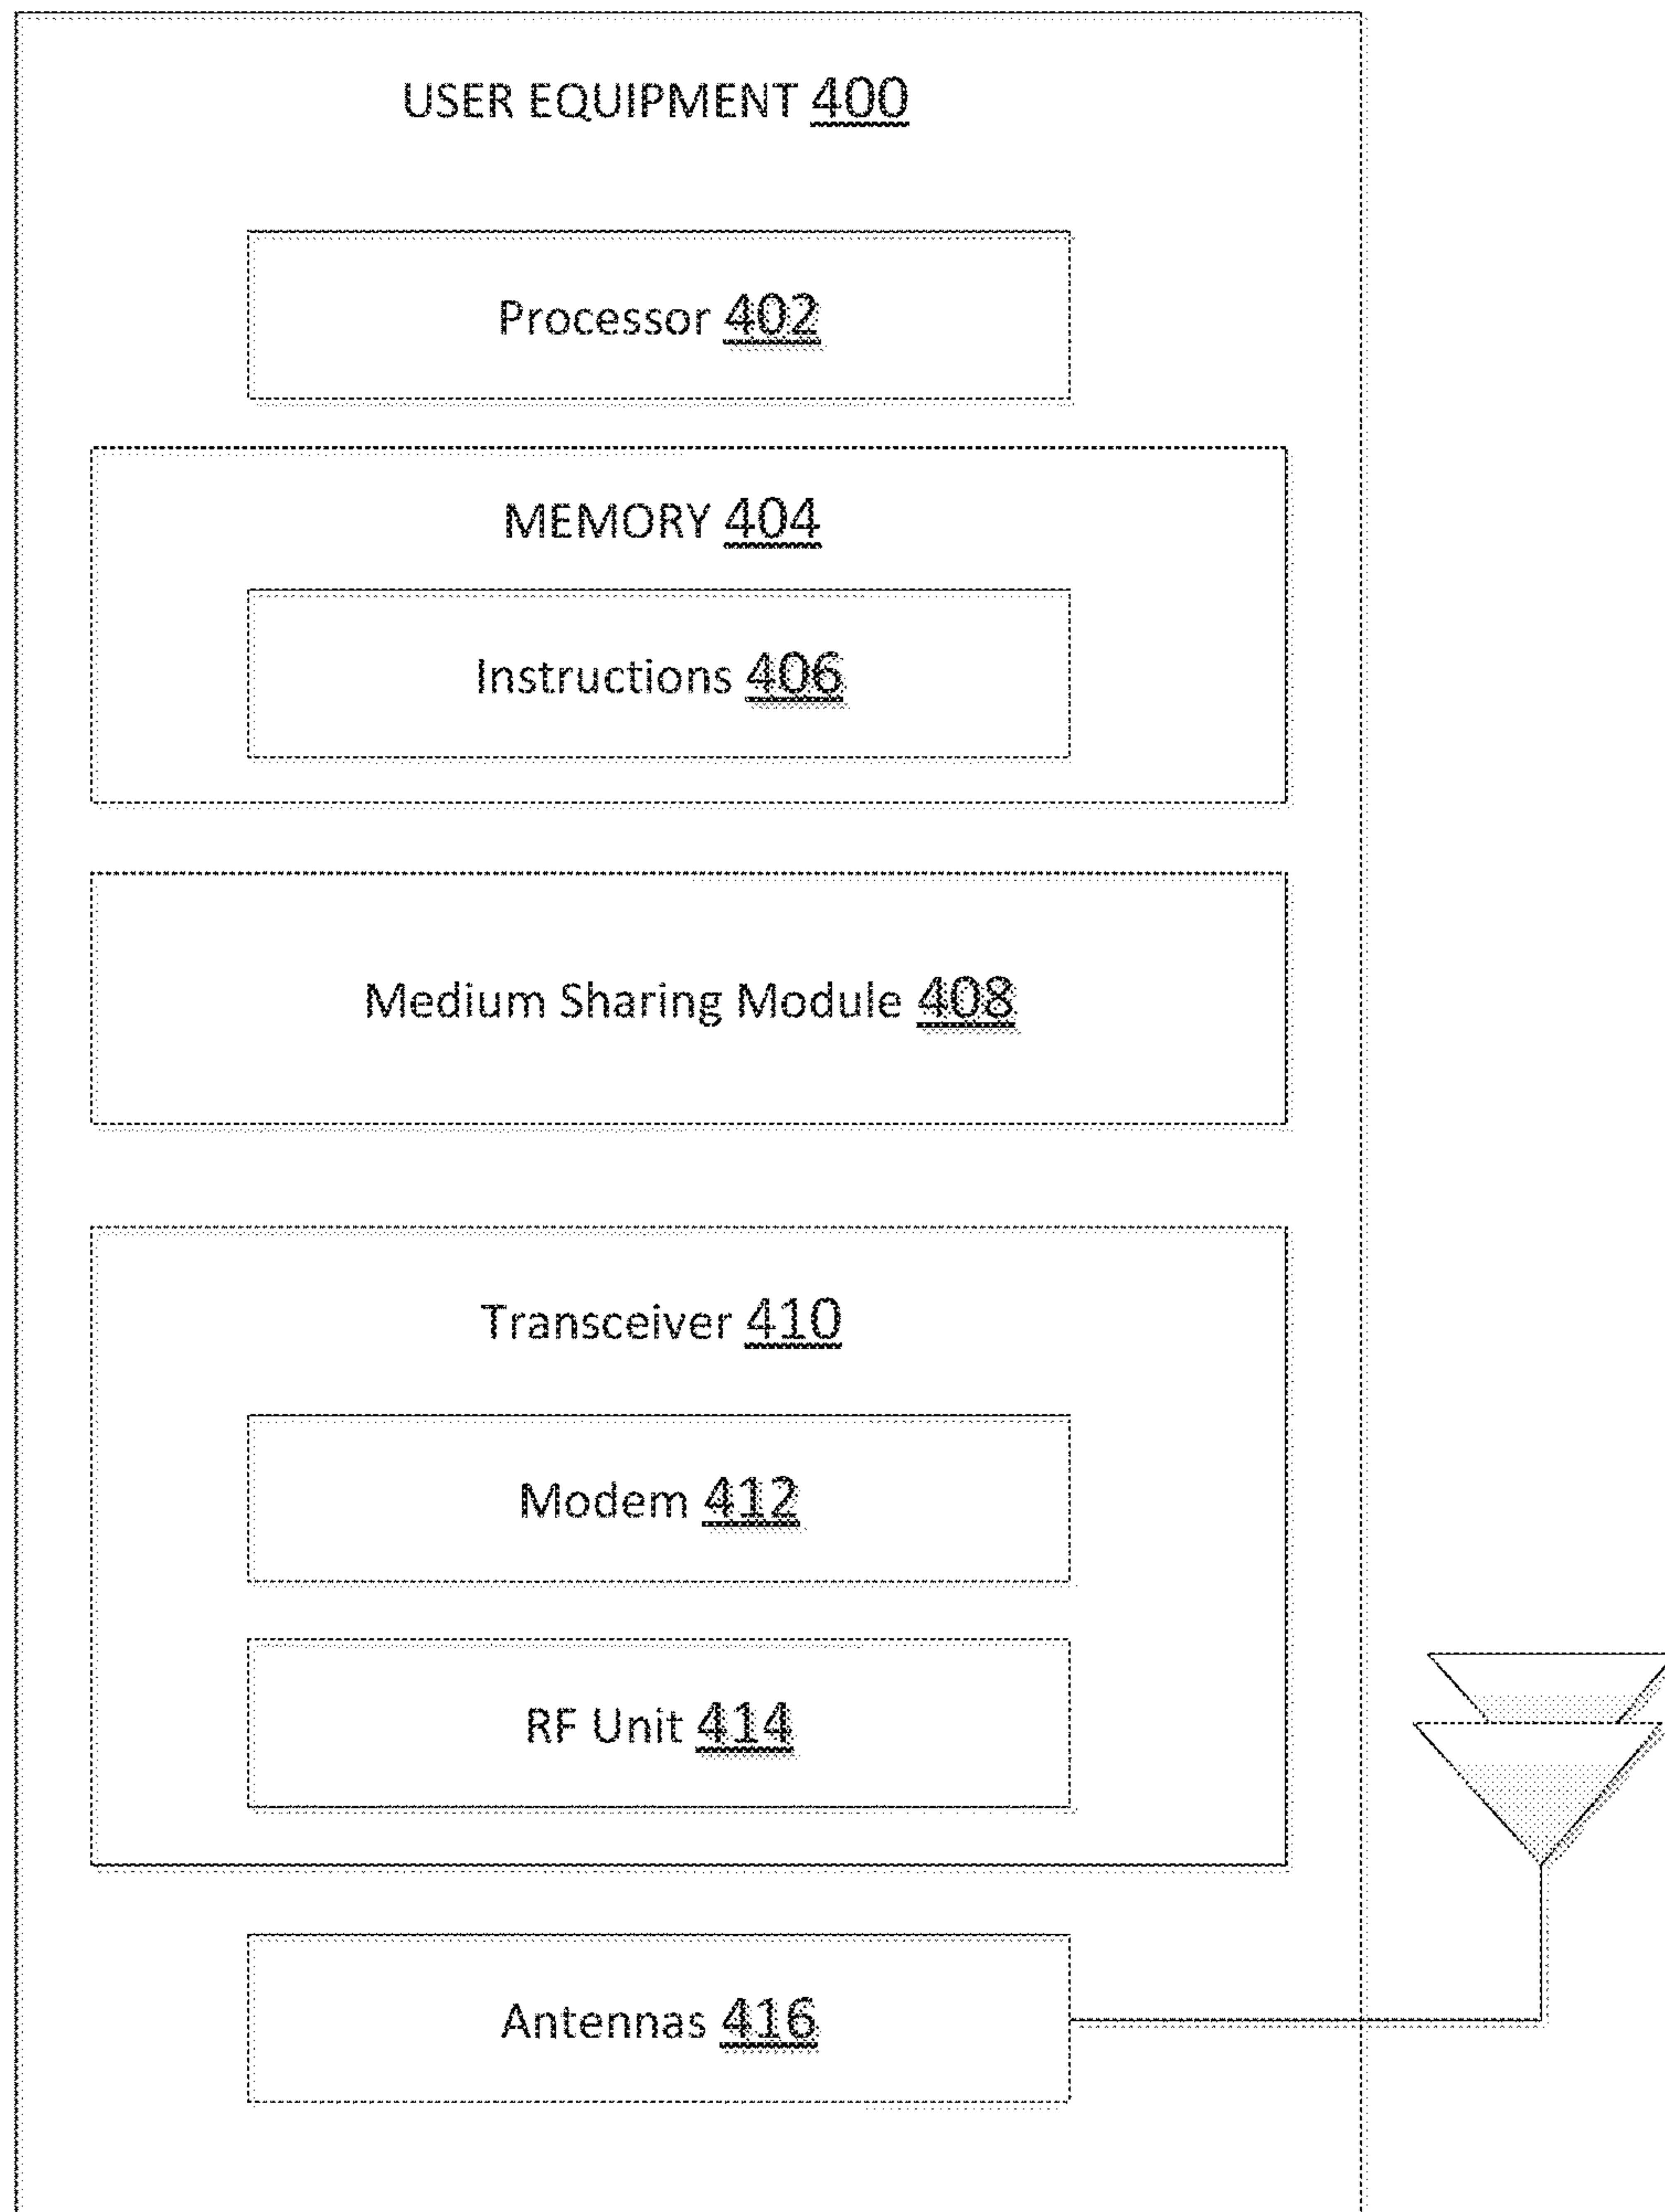 USER EQUIPMENT 400
Processor 402
MEMORY 404
Instructions 406
Medium Sharing Module 408
Transceiver 410
Modem 412
RF Unit 414
Antennas 416